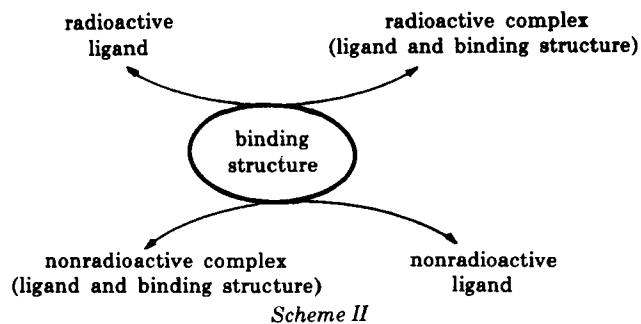 radioactive
ligand
radioactive complex
(ligand and binding structure)
binding
structure
nonradioactive complex
(ligand and binding structure)
nonradioactive
ligand
Scheme II